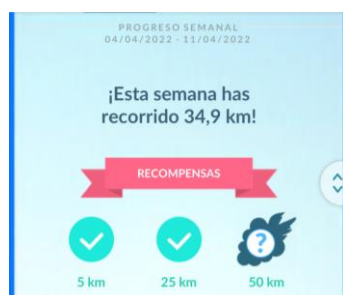 PROGRESO SEMANAL
04/04/2022 - 11/04/2022
¡Esta semana has
recorrido 34,9 km!
RECOMPENSAS
?
5 km
25 km
50 km